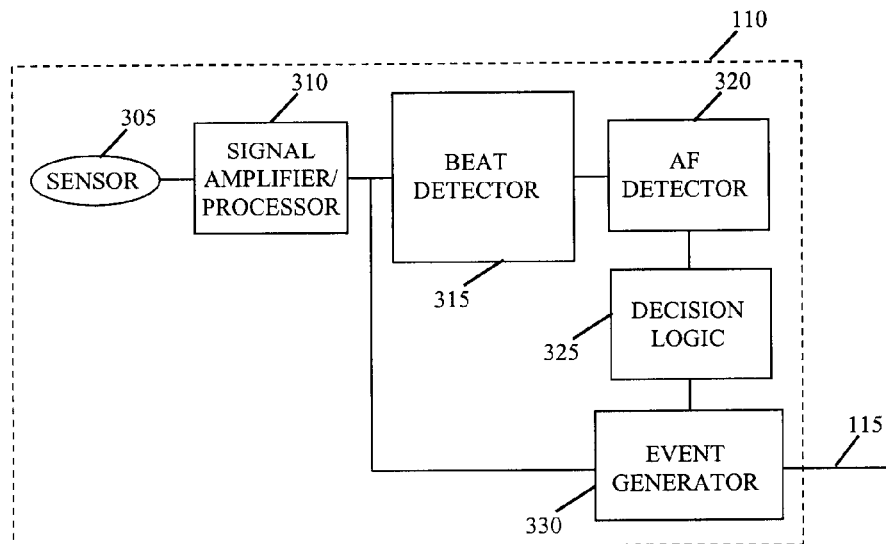 110
305
SENSOR
310
SIGNAL
AMPLIFIER/
PROCESSOR
BEAT
DETECTOR
315
320
AF
DETECTOR
325
DECISION
LOGIC
EVENT
GENERATOR
330
115